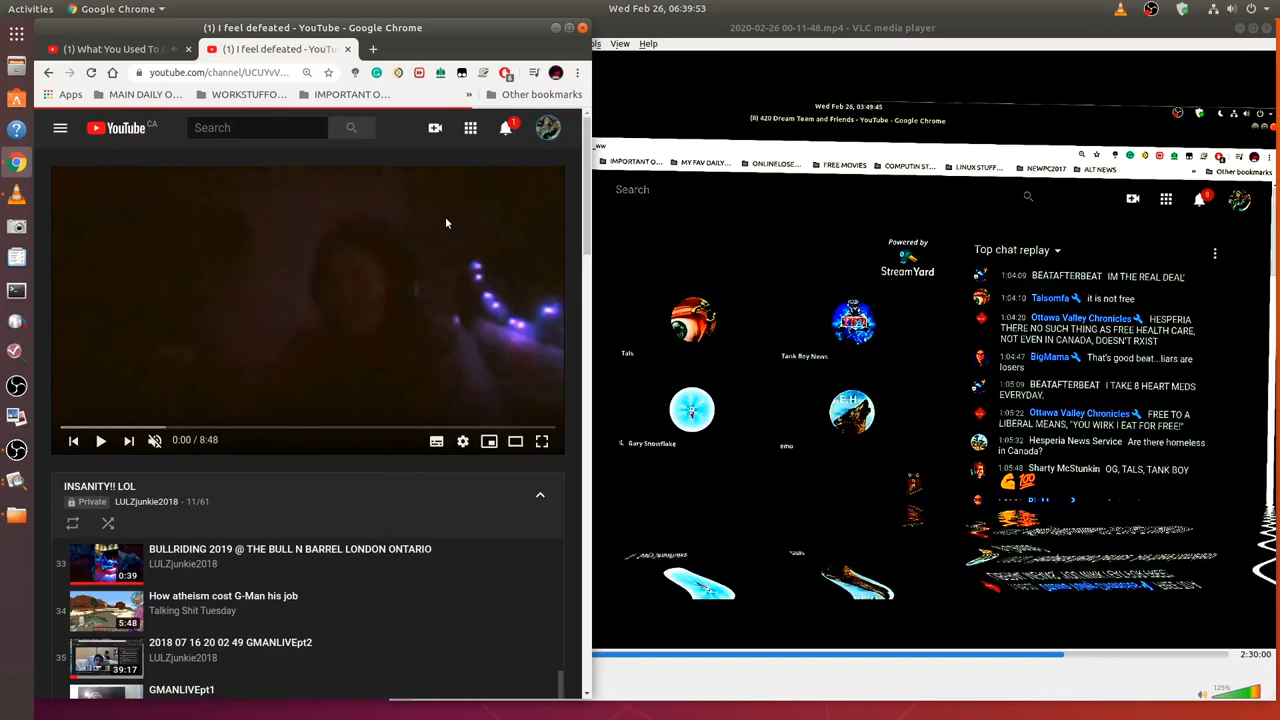 Activities
Google Chrome
Wed Feb 26, 06:39:53
(1) I feel defeated - YouTube - Google Chrome
(1) What You Used To
(1) I feel defeated - YouTu
youtube.com/channel/UCUYvV...
6
Apps
MAIN DAILY O...
WORKSTUFFO...
IMPORTANT O...
»
Other bookmarks
YouTube CA
Search
1
0:00 / 8:48
INSANITY!! LOL
Private
LULZjunkie2018 - 11/61
33
BULLRIDING 2019 @ THE BULL N BARREL LONDON ONTARIO
LULZjunkie2018
0:39
34
How atheism cost G-Man his job
Talking Shit Tuesday
5:48
35
2018 07 16 20 02 49 GMANLIVEpt2
LULZjunkie2018
39:17
GMANLIVEpt1
2020-02-26 00-11-48.mp4 - VLC media player
ls
View
Help
Wed Feb 26, 03:49:45
(8) 420 Dream Team and Friends - YouTube - Google Chrome
_ww
IMPORTANT O...
MY FAV DAILY...
ONLINELOSE...
FREE MOVIES
COMPUTIN ST...
LINUX STUFF...
NEWPC2017
ALT NEWS
»
Other bookmarks
Search
8
Powered by
StreamYard
Tals
Tank Boy News
Gary Snowflake
emo
Top chat replay
1:04:09 BEATAFTERBEAT IM THE REAL DEAL'
1:04:10 Talsomfa it is not free
1:04:20 Ottawa Valley Chronicles HESPERIA
THERE NO SUCH THING AS FREE HEALTH CARE,
NOT EVEN IN CANADA, DOESN'T RXIST
1:04:47 BigMama That's good beat...liars are
losers
1:05:09 BEATAFTERBEAT I TAKE 8 HEART MEDS
EVERYDAY.
1:05:22 Ottawa Valley Chronicles FREE TO A
LIBERAL MEANS, "YOU WIRK I EAT FOR FREE!"
1:05:32 Hesperia News Service Are there homeless
in Canada?
1:05:48 Sharty McStunkin OG, TALS, TANK BOY
2:30:00
125%